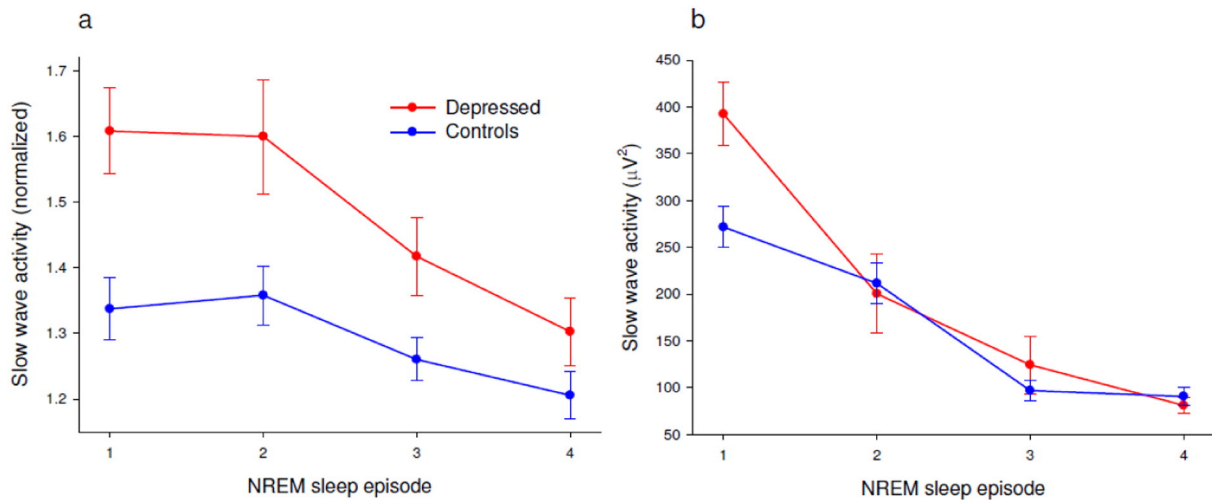 a
Slow wave activity (normalized)
1.7
1.6
1.5
1.4
1.3
1.2
1
2
3
4
NREM sleep episode
Depressed
Controls
b
Slow wave activity (μV²)
450
400
350
300
250
200
150
100
50
1
2
3
4
NREM sleep episode